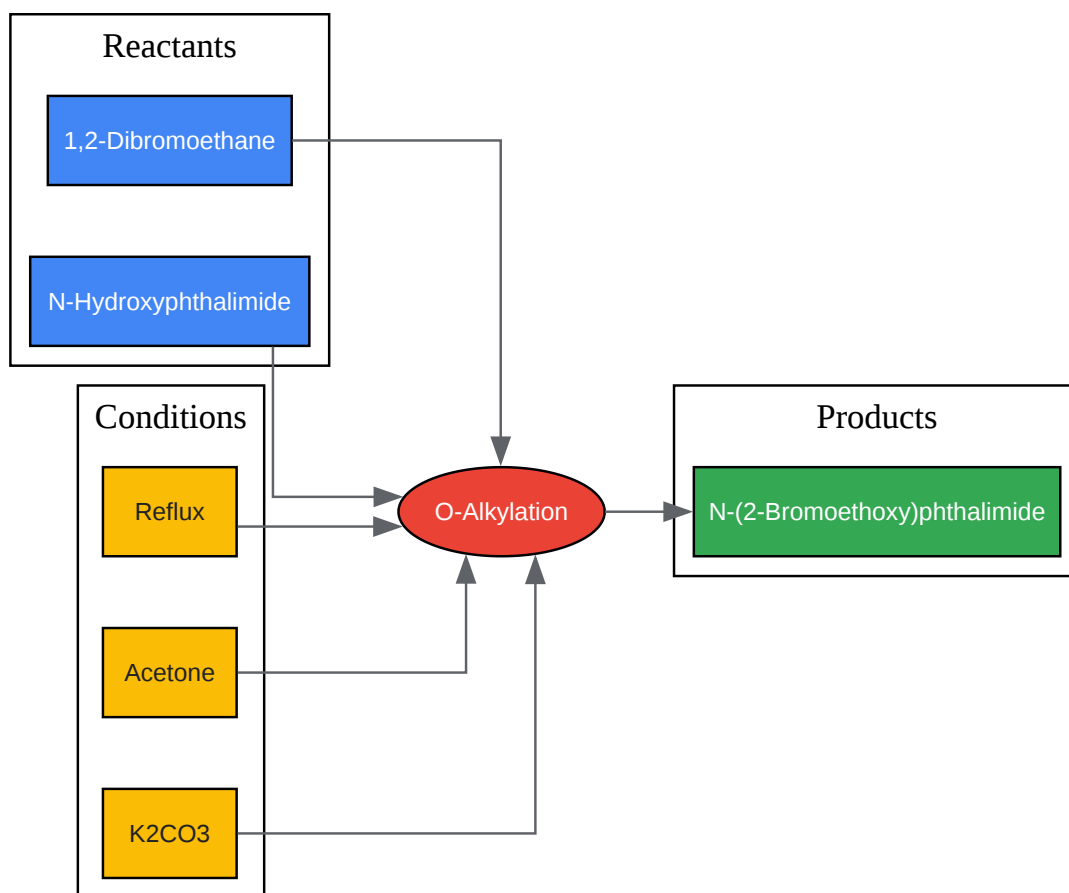 Reactants
1,2-Dibromoethane
N-Hydroxyphthalimide
Conditions
Reflux
Acetone
K2CO3
O-Alkylation
Products
N-(2-Bromoethoxy)phthalimide